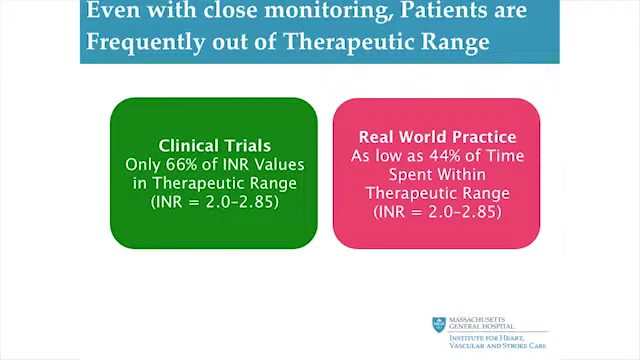 Even with close monitoring, Patients are
Frequently out of Therapeutic Range
Clinical Trials
Only 66% of INR Values
in Therapeutic Range
(INR = 2.0–2.85)
Real World Practice
As low as 44% of Time
Spent Within
Therapeutic Range
(INR = 2.0–2.85)
MASSACHUSETTS
GENERAL HOSPITAL
INSTITUTE FOR HEART,
VASCULAR AND STROKE CARE